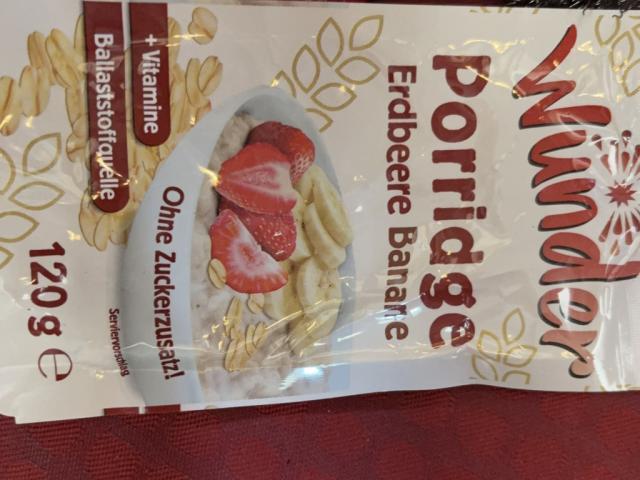 Wunder
porridge
Erdbeere Banane
+ Vitamine
Ballaststoffquelle
Ohne Zuckerzusatz!
Serviervorschlag
120 g e